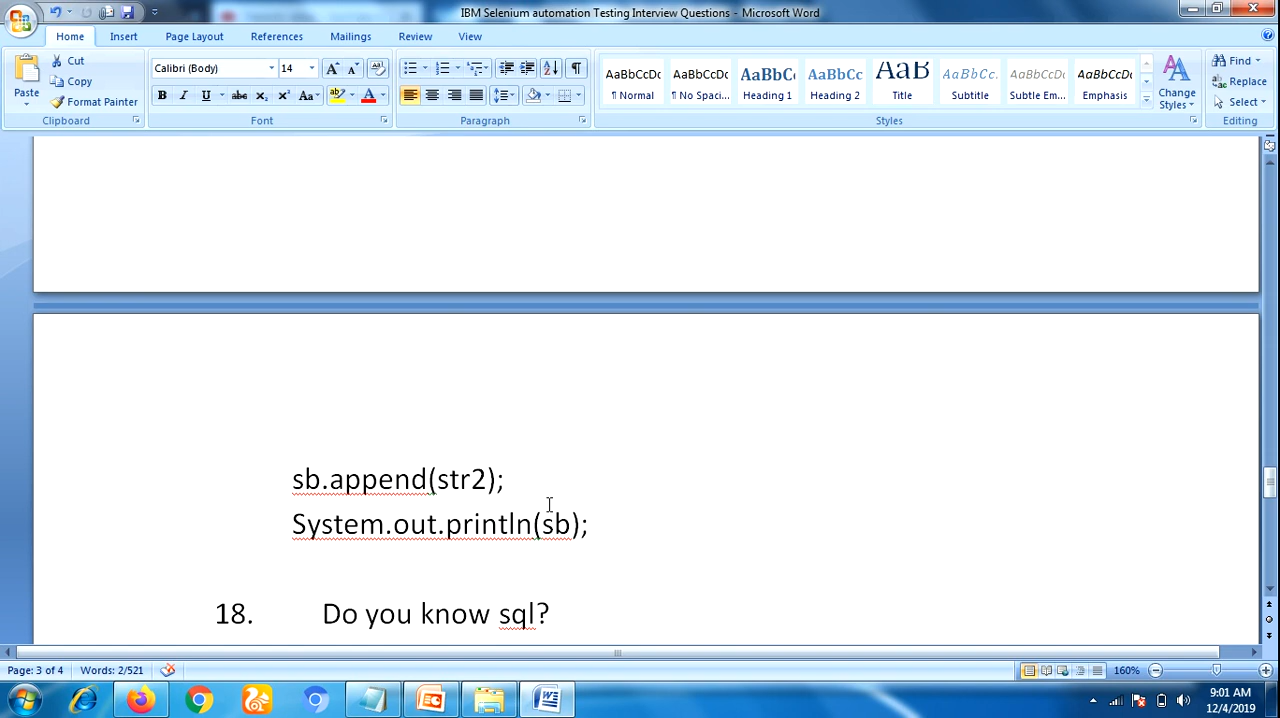 IBM Selenium automation Testing Interview Questions - Microsoft Word
Home Insert Page Layout References Mailings Review View
Paste
Cut
Copy
Format Painter
Clipboard
Calibri (Body) 14
Font
Paragraph
AaBbCcDc AaBbCcDc AaBbCc AaBbCc AaB AaBbCc. AaBbCcDc AaBbCcDc
¶ Normal ¶ No Spaci... Heading 1 Heading 2 Title Subtitle Subtle Em... Emphasis
Change Styles
Styles
Find
Replace
Select
Editing
sb.append(str2);
System.out.println(sb);
18. Do you know sql?
Page: 3 of 4 Words: 2/521 160%
9:01 AM
12/4/2019